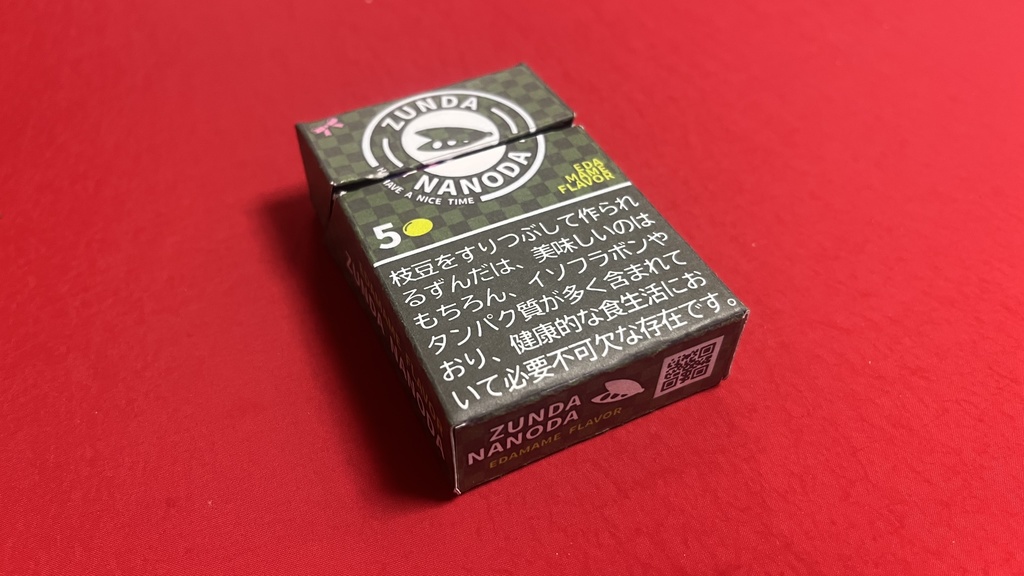 ZUNDA
NANODA
HAVE A NICE TIME
EDA
MAME
FLAVOR
5
枝豆をすりつぶして作られ
るずんだは、美味しいのは
もちろん、イソフラボンや
タンパク質が多く含まれて
おり、健康的な食生活にお
いて必要不可欠な存在です。
ZUNDA
NANODA
EDAMAME FLAVOR